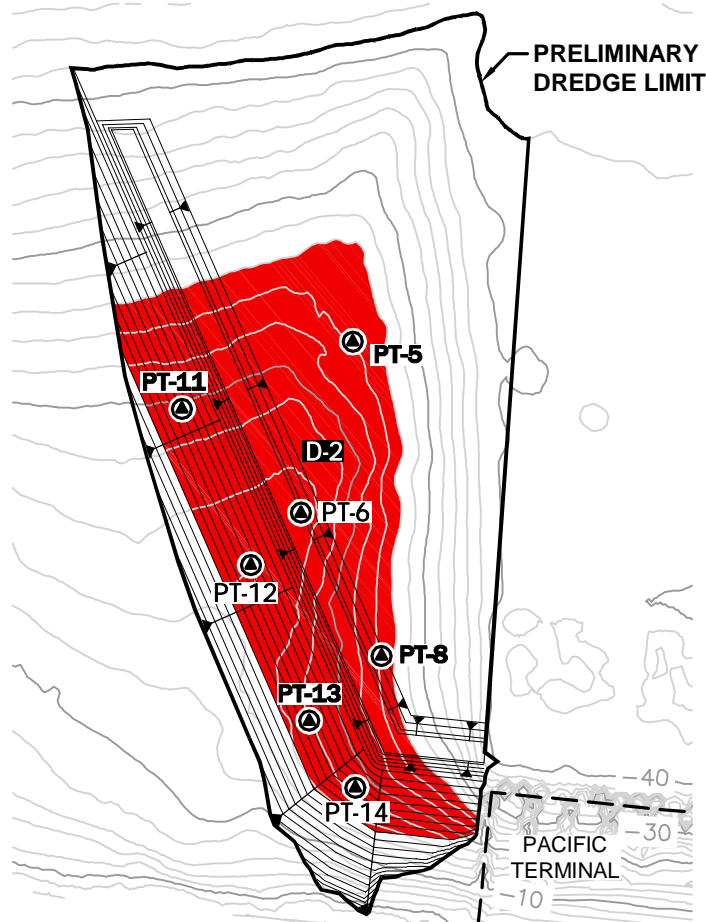 PRELIMINARY
DREDGE LIMIT
PT-5
PT-11
D-2
PT-6
PT-12
PT-8
PT-13
-40
PT-14
-30
PACIFIC
TERMINAL
-10